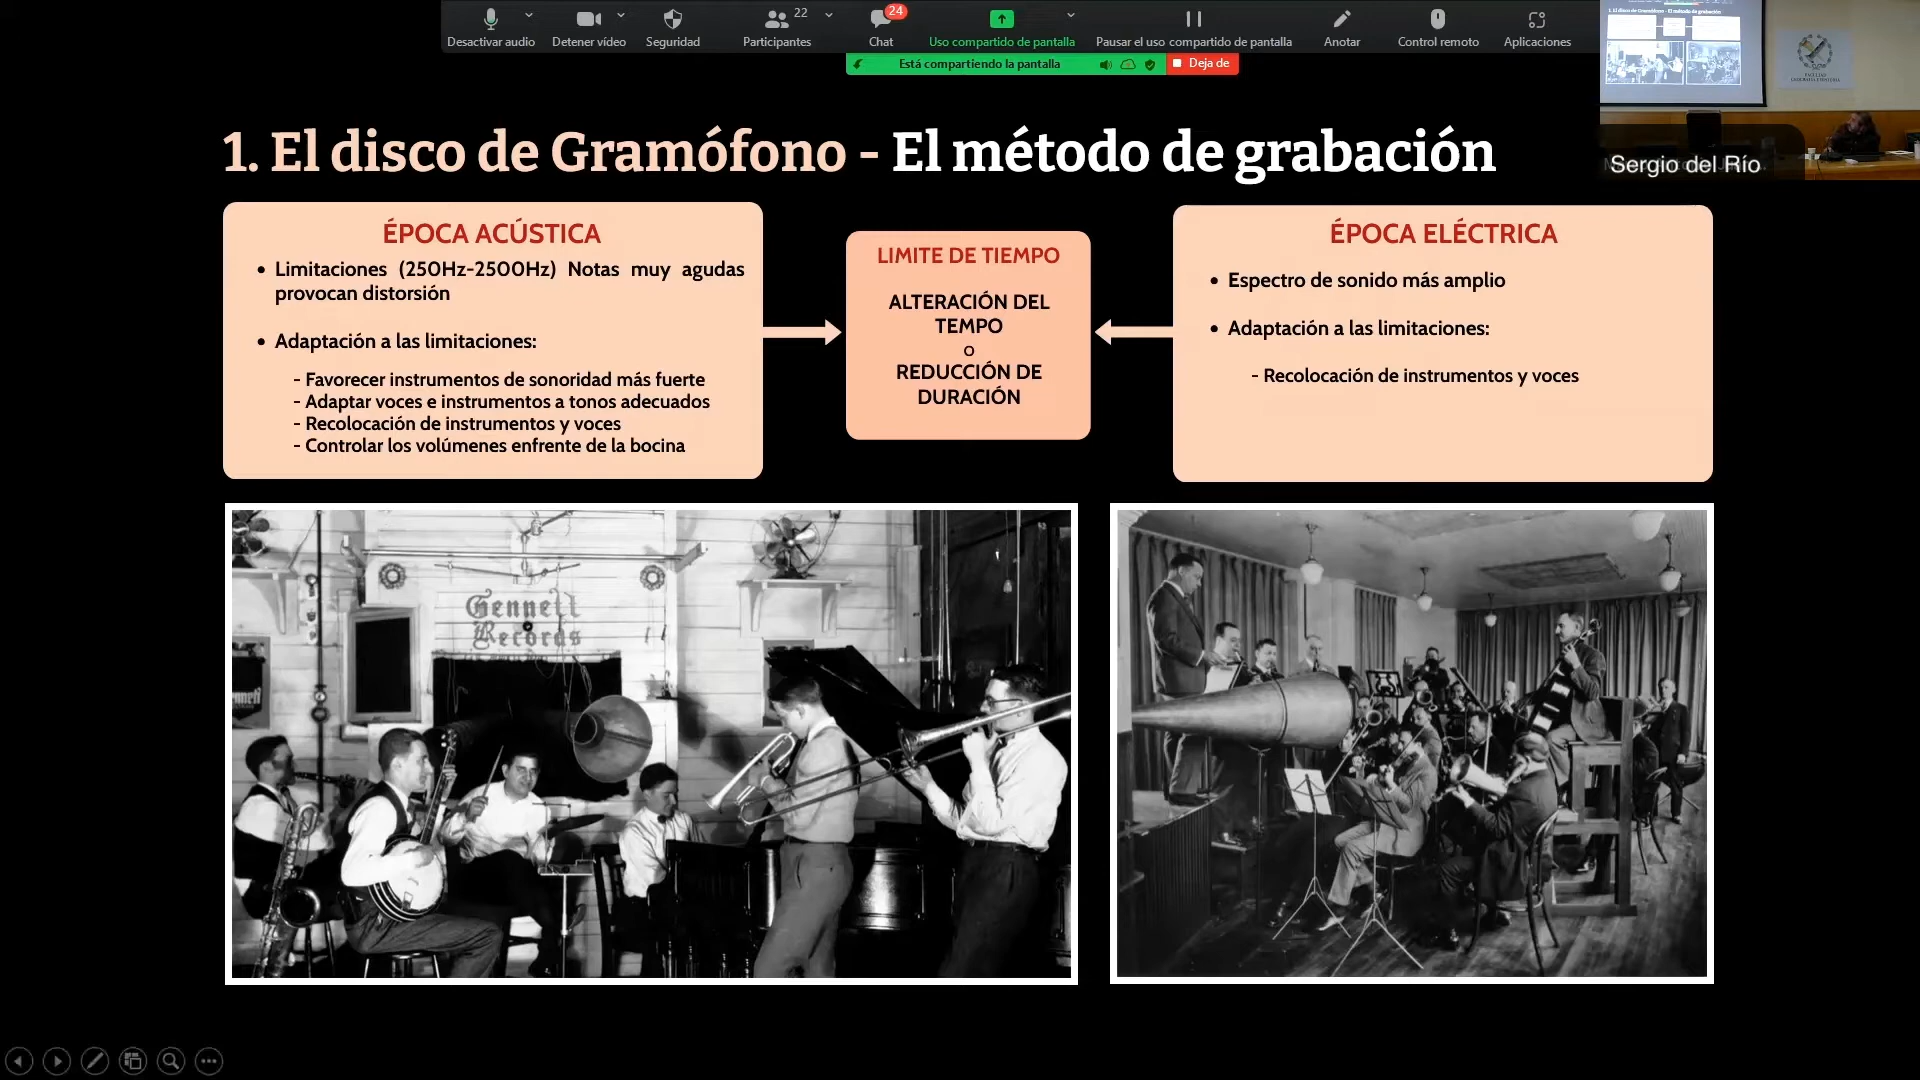 22
24
Desactivar audio
Detener vídeo
Seguridad
Participantes
Chat
Uso compartido de pantalla
Pausar el uso compartido de pantalla
Anotar
Control remoto
Aplicaciones
Está compartiendo la pantalla
Deja de
Sergio del Río
1. El disco de Gramófono - El método de grabación
ÉPOCA ACÚSTICA
• Limitaciones (250Hz-2500Hz) Notas muy agudas
provocan distorsión
• Adaptación a las limitaciones:
- Favorecer instrumentos de sonoridad más fuerte
- Adaptar voces e instrumentos a tonos adecuados
- Recolocación de instrumentos y voces
- Controlar los volúmenes enfrente de la bocina
LIMITE DE TIEMPO
ALTERACIÓN DEL
TEMPO
o
REDUCCIÓN DE
DURACIÓN
ÉPOCA ELÉCTRICA
• Espectro de sonido más amplio
• Adaptación a las limitaciones:
- Recolocación de instrumentos y voces
Gennett
Records